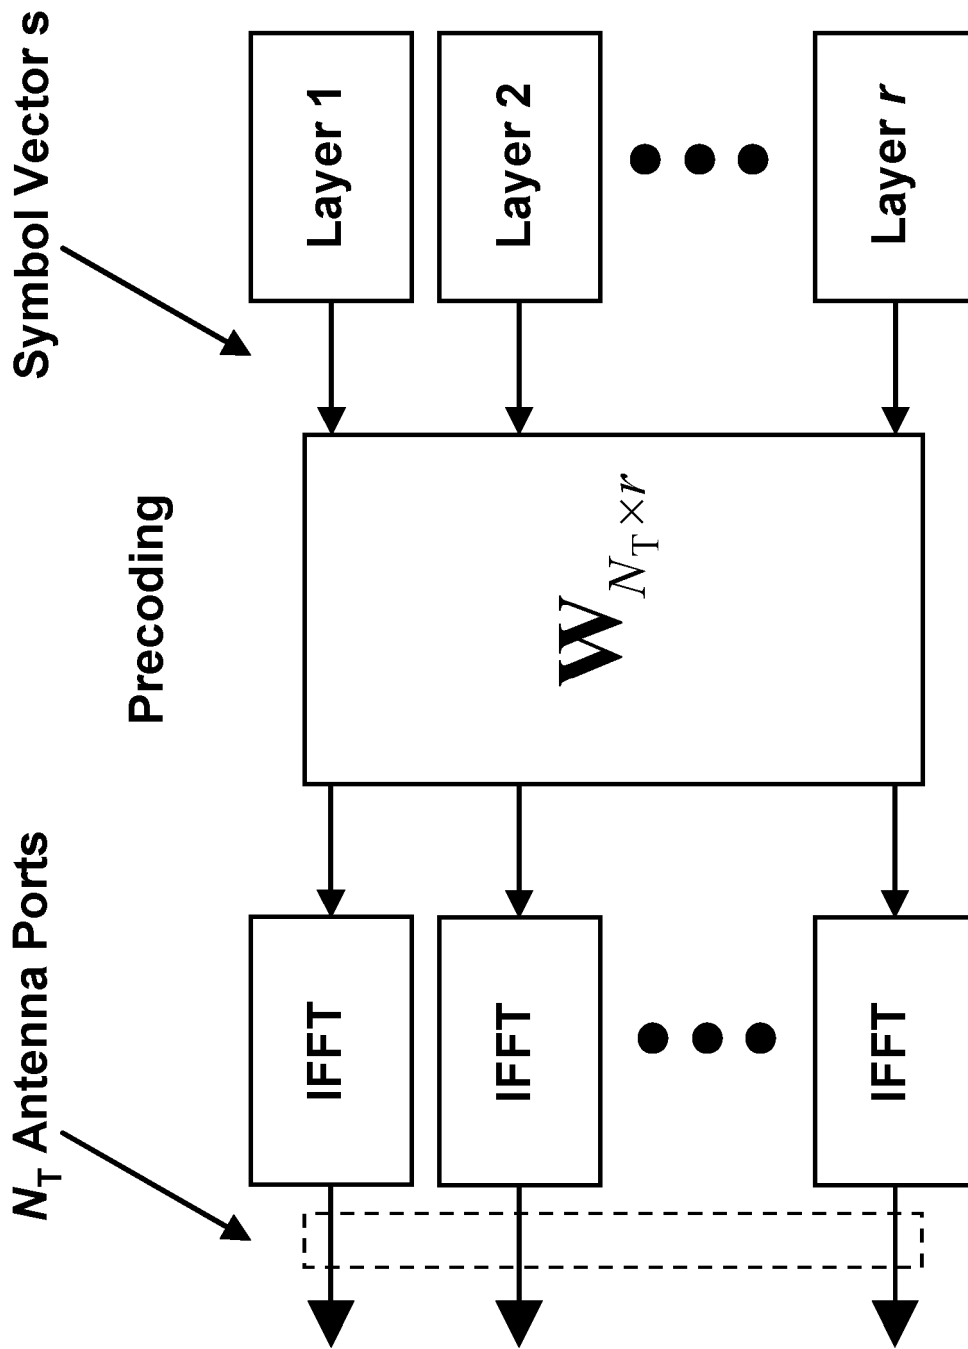 Symbol Vector s
Precoding
N_T Antenna Ports
Layer 1
W_{N_T×r}
IFFT
Layer 2
IFFT
Layer r
IFFT